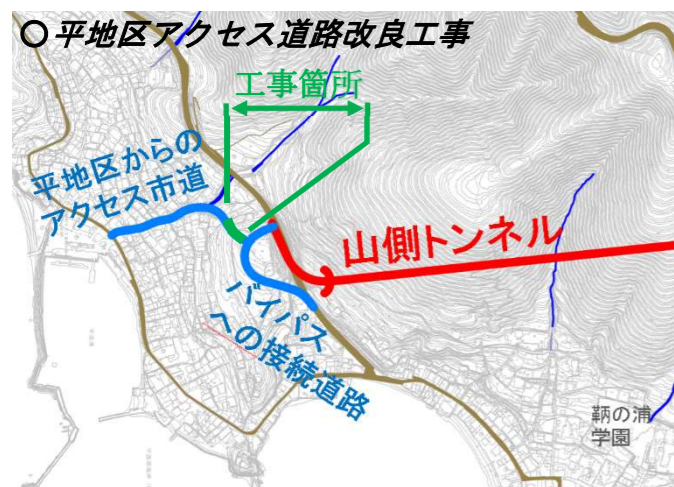 ○平地区アクセス道路改良工事
工事箇所
平地区からの
アクセス市道
山側トンネル
バイパス
への接続道路
鞆の浦
学園